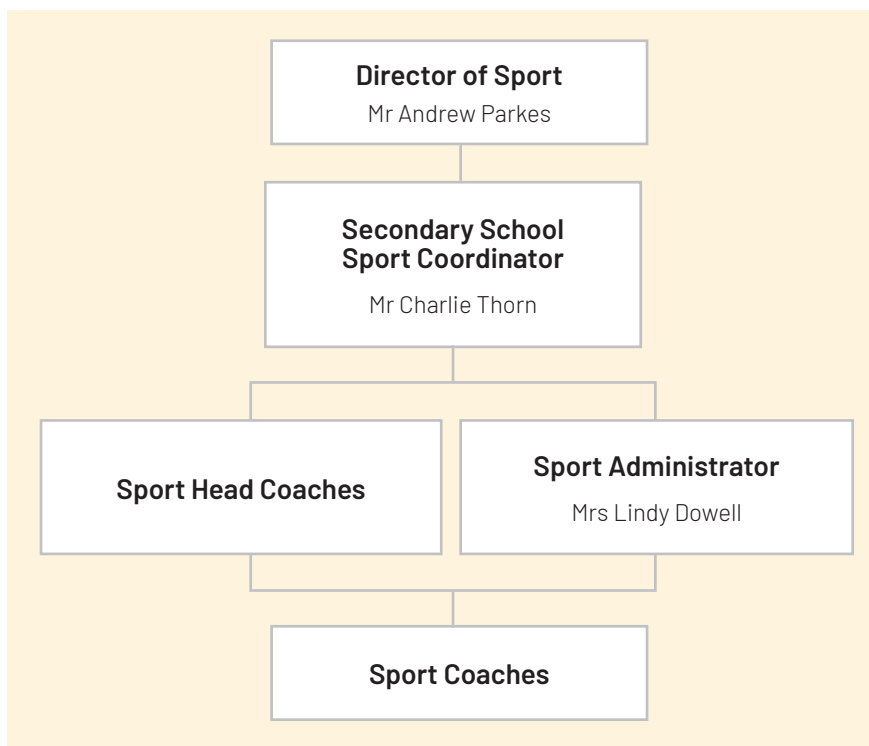 Director of Sport
Mr Andrew Parkes
Secondary School
Sport Coordinator
Mr Charlie Thorn
Sport Head Coaches
Sport Administrator
Mrs Lindy Dowell
Sport Coaches